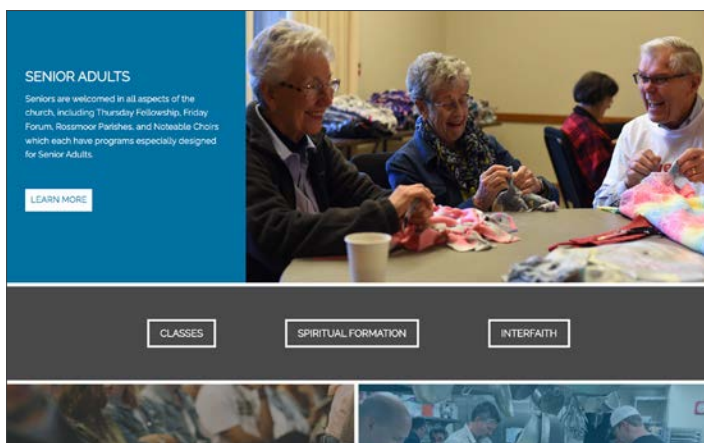 SENIOR ADULTS
Seniors are welcomed in all aspects of the
church, including Thursday Fellowship, Friday
Forum, Rossmoor Parishes, and Noteable Choirs
which each have programs especially designed
for Senior Adults.
LEARN MORE
CLASSES
SPIRITUAL FORMATION
INTERFAITH